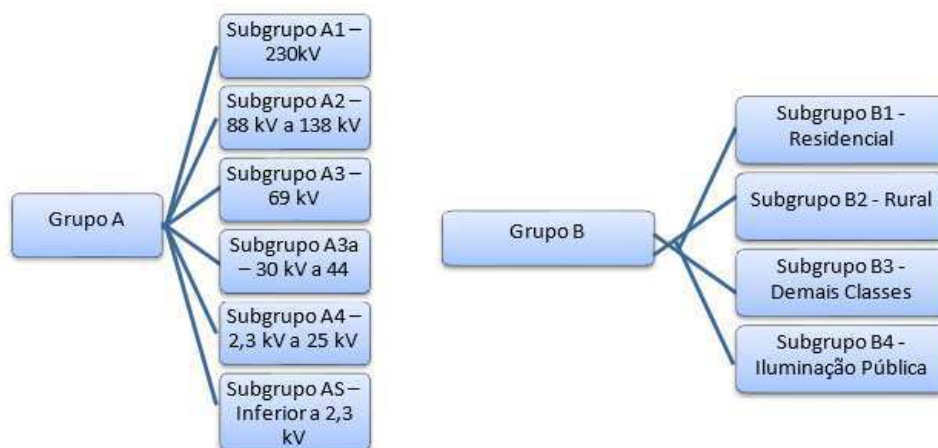 Grupo A
Subgrupo A1 –
230kV
Subgrupo A2 –
88 kV a 138 kV
Subgrupo A3 –
69 kV
Subgrupo A3a
– 30 kV a 44
Subgrupo A4 –
2,3 kV a 25 kV
Subgrupo AS –
Inferior a 2,3
kV
Grupo B
Subgrupo B1 -
Residencial
Subgrupo B2 - Rural
Subgrupo B3 -
Demais Classes
Subgrupo B4 -
Iluminação Pública